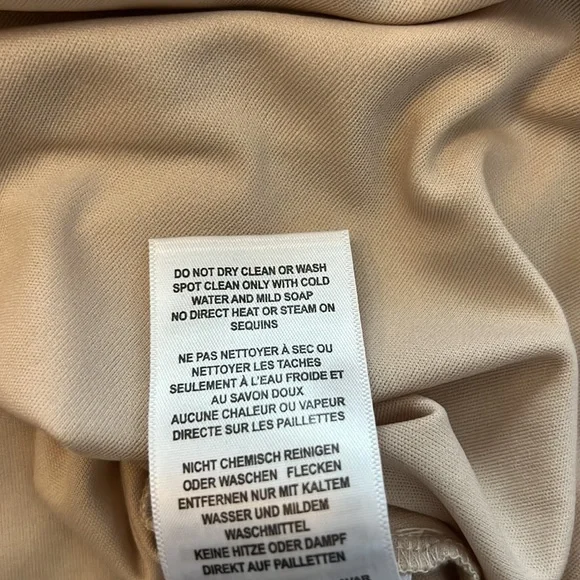 DO NOT DRY CLEAN OR WASH
SPOT CLEAN ONLY WITH COLD
WATER AND MILD SOAP
NO DIRECT HEAT OR STEAM ON
SEQUINS
NE PAS NETTOYER À SEC OU
NETTOYER LES TACHES
SEULEMENT À L'EAU FROIDE ET
AU SAVON DOUX
AUCUNE CHALEUR OU VAPEUR
DIRECTE SUR LES PAILLETTES
NICHT CHEMISCH REINIGEN
ODER WASCHEN FLECKEN
ENTFERNEN NUR MIT KALTEM
WASSER UND MILDEM
WASCHMITTEL
KEINE HITZE ODER DAMPF
DIREKT AUF PAILLETTEN